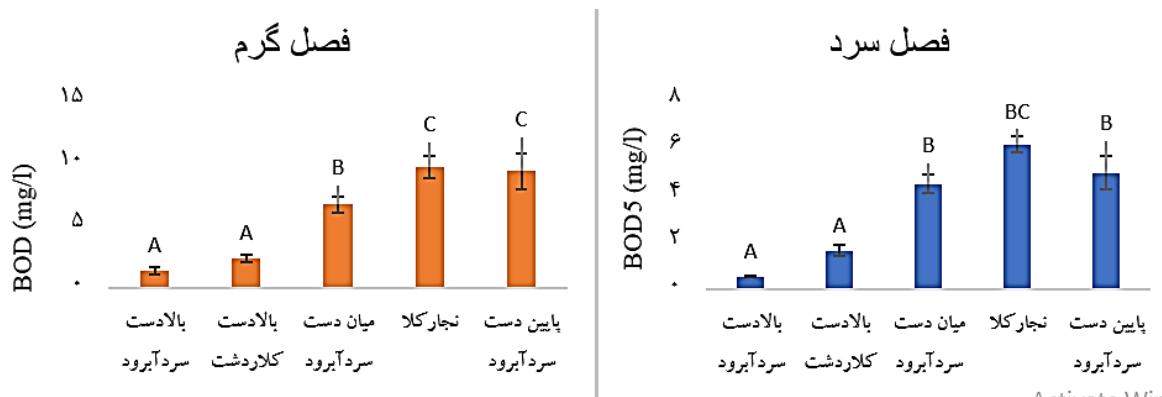 فصل گرم
BOD (mg/l)
۱۵
۱۰
۵
۰
A
A
B
C
C
بالادست سردآبرود
بالادست کلاردشت
میان دست سردآبرود
نجارکلا
پایین دست سردآبرود
فصل سرد
BOD5 (mg/l)
۸
۶
۴
۲
۰
A
A
B
BC
B
بالادست سردآبرود
بالادست کلاردشت
میان دست سردآبرود
نجارکلا
پایین دست سردآبرود